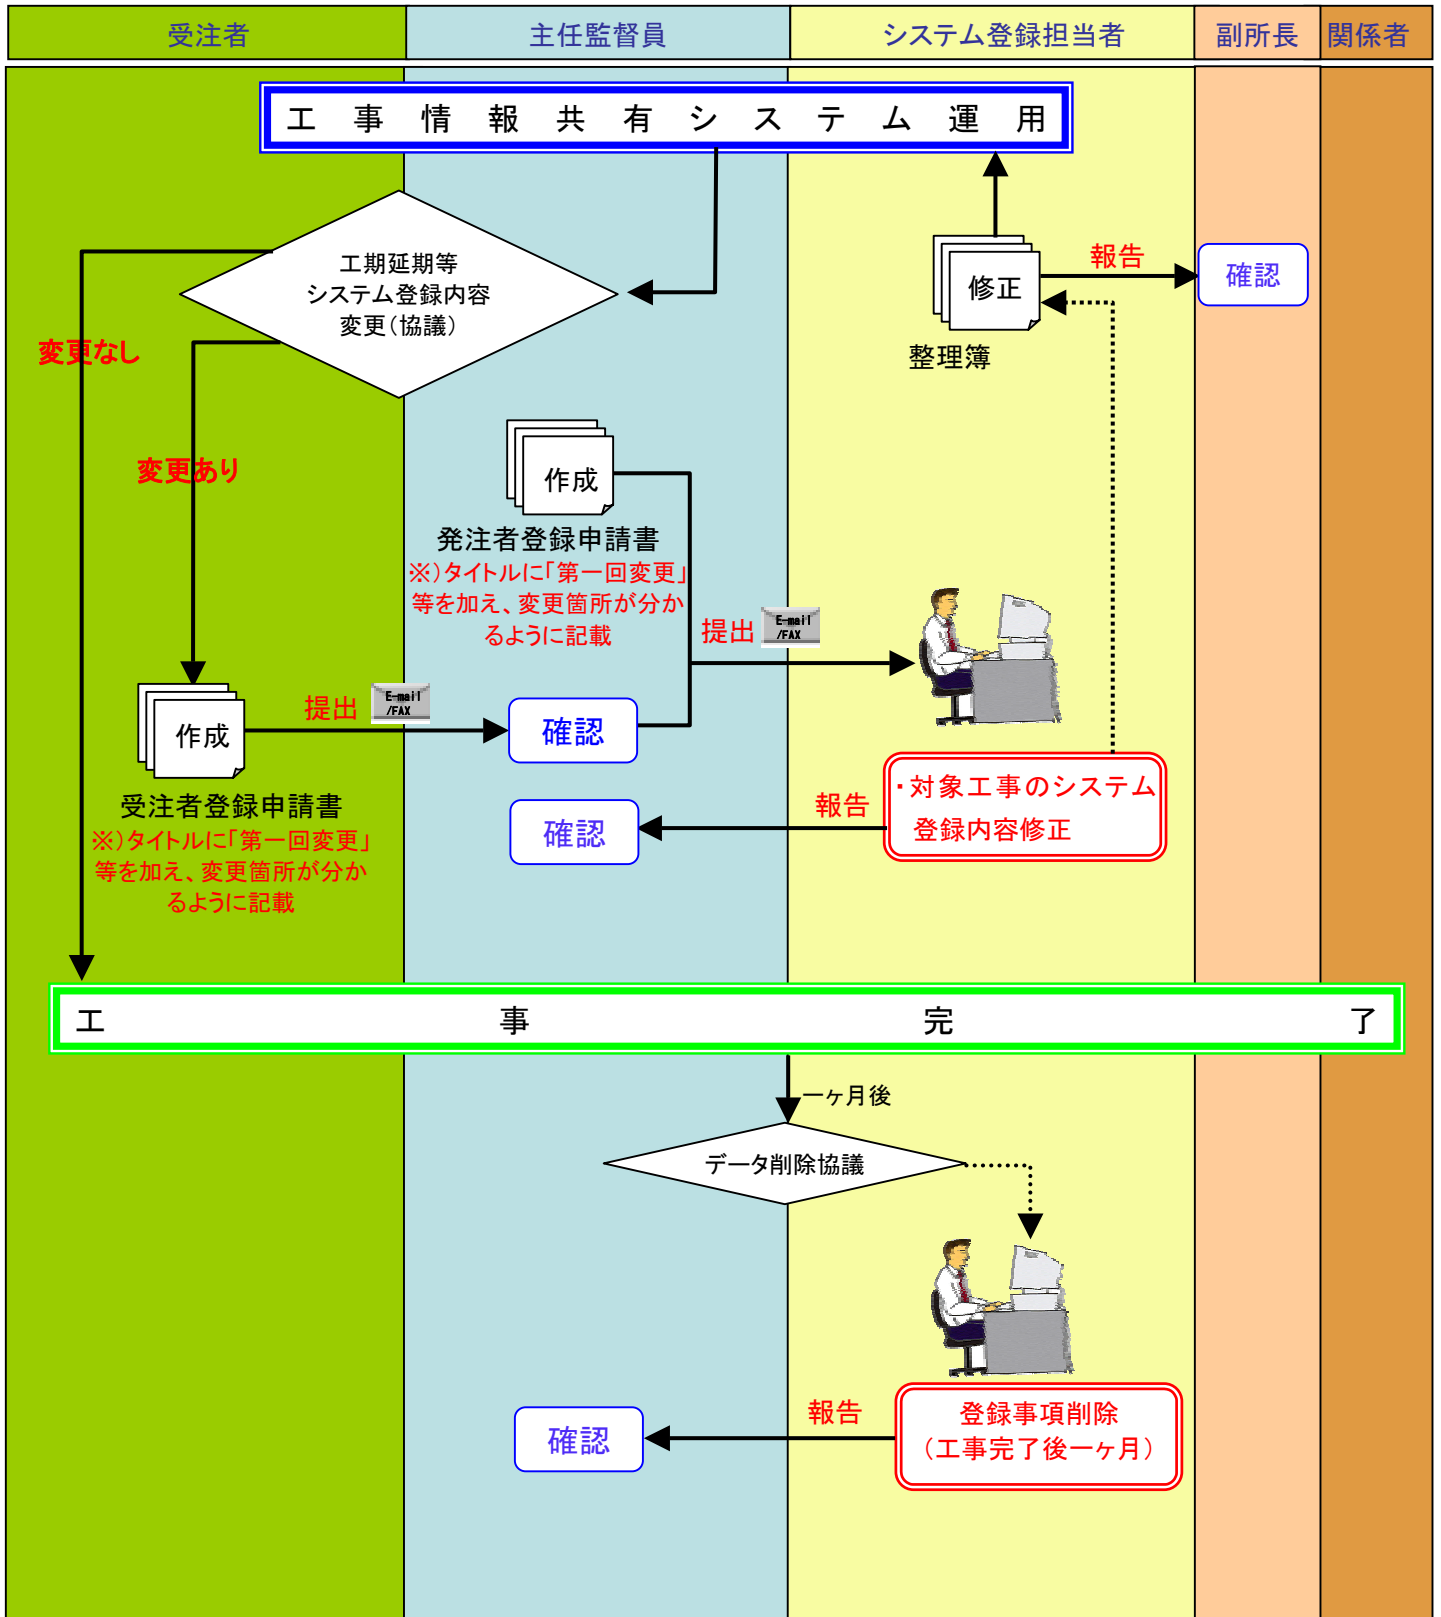 受注者
主任監督員
システム登録担当者
副所長
関係者
工事情報共有システム運用
工期延期等
システム登録内容
変更（協議）
修正
報告
確認
整理簿
変更なし
変更あり
作成
発注者登録申請書
※）タイトルに「第一回変更」
等を加え、変更箇所が分か
るように記載
提出
E-mail
/FAX
提出
E-mail
/FAX
作成
確認
受注者登録申請書
※）タイトルに「第一回変更」
等を加え、変更箇所が分か
るように記載
・対象工事のシステム
登録内容修正
報告
確認
工事完了
一ヶ月後
データ削除協議
登録事項削除
（工事完了後一ヶ月）
報告
確認